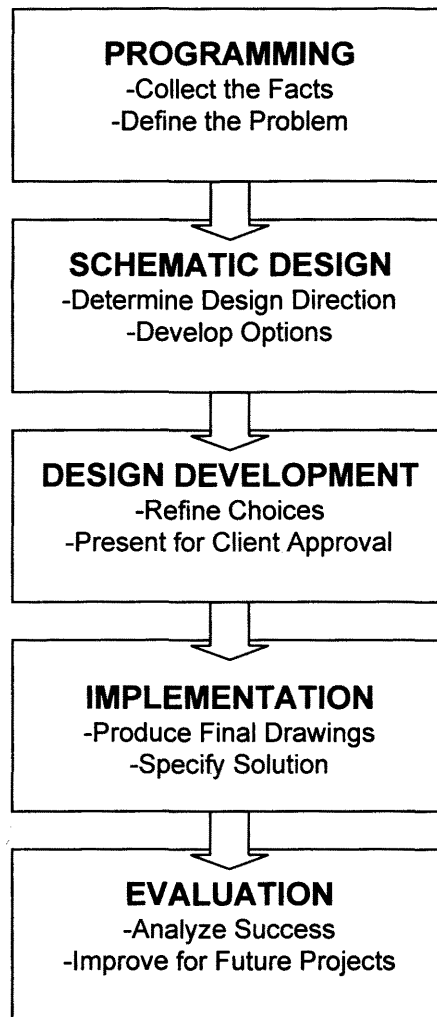 PROGRAMMING
-Collect the Facts
-Define the Problem
SCHEMATIC DESIGN
-Determine Design Direction
-Develop Options
DESIGN DEVELOPMENT
-Refine Choices
-Present for Client Approval
IMPLEMENTATION
-Produce Final Drawings
-Specify Solution
EVALUATION
-Analyze Success
-Improve for Future Projects